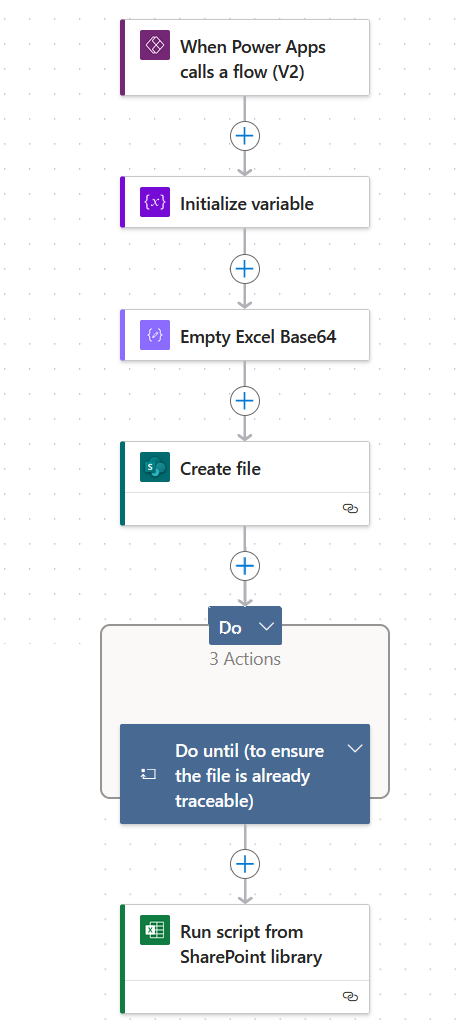 When Power Apps
calls a flow (V2)
{x}
Initialize variable
Empty Excel Base64
S
Create file
Do
3 Actions
Do until (to ensure
the file is already
traceable)
Run script from
SharePoint library